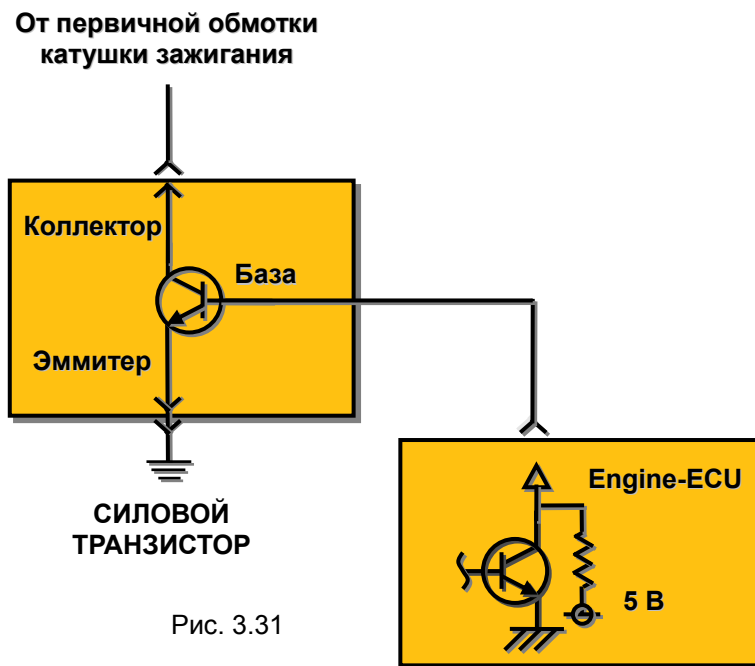 От первичной обмотки
катушки зажигания
Коллектор
База
Эммитер
СИЛОВОЙ
ТРАНЗИСТОР
Engine-ECU
5 В
Рис. 3.31